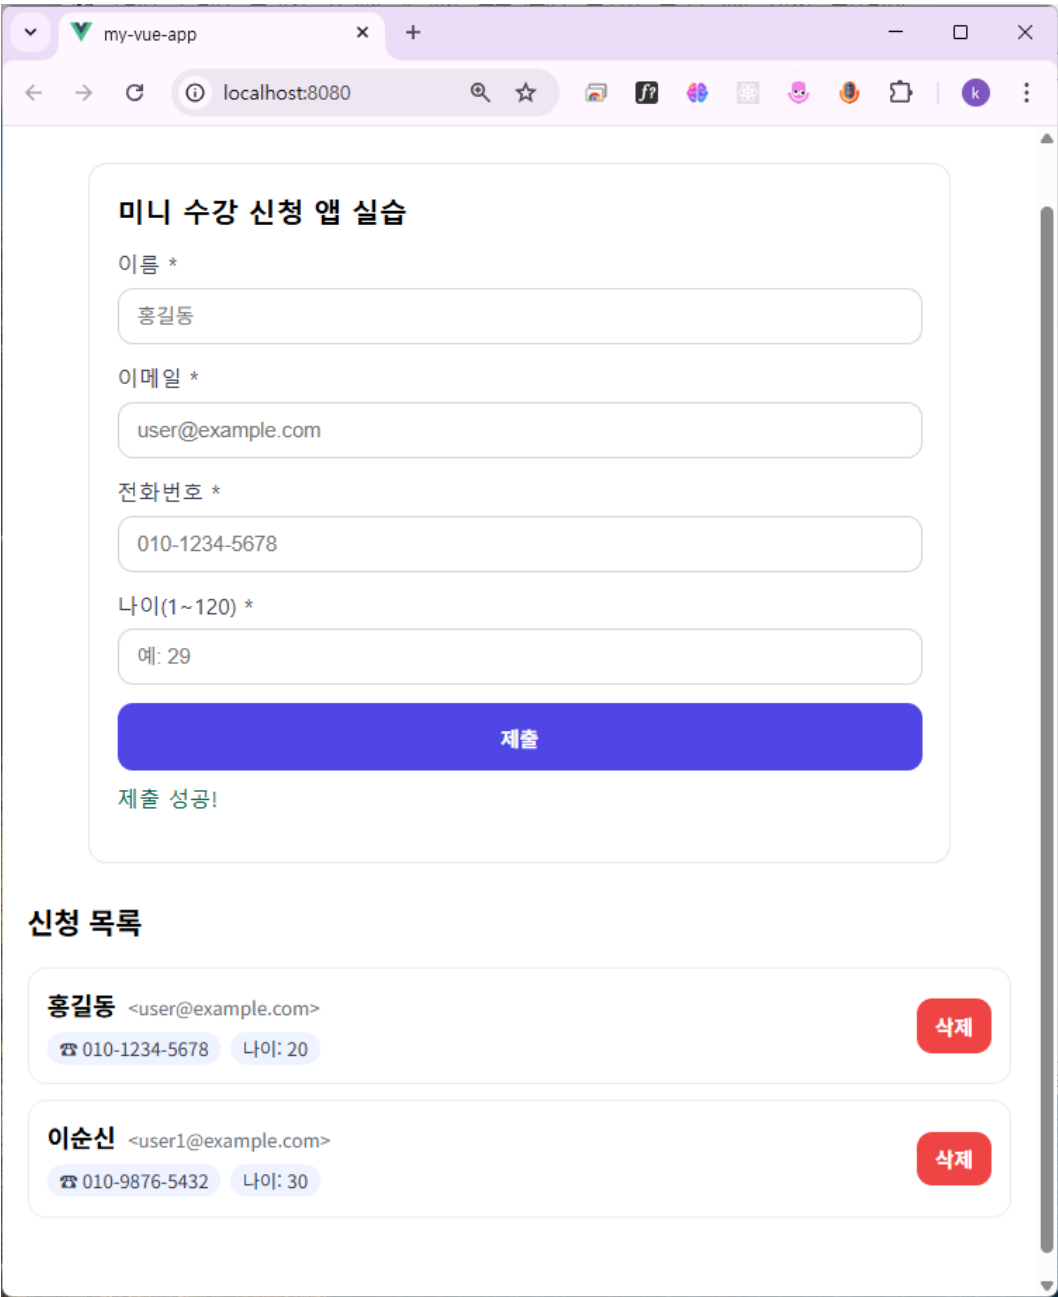 my-vue-app
localhost:8080
f?
k
미니 수강 신청 앱 실습
이름 *
홍길동
이메일 *
user@example.com
전화번호 *
010-1234-5678
나이(1~120) *
예: 29
제출
제출 성공!
신청 목록
홍길동 <user@example.com>
☎ 010-1234-5678 나이: 20
삭제
이순신 <user1@example.com>
☎ 010-9876-5432 나이: 30
삭제